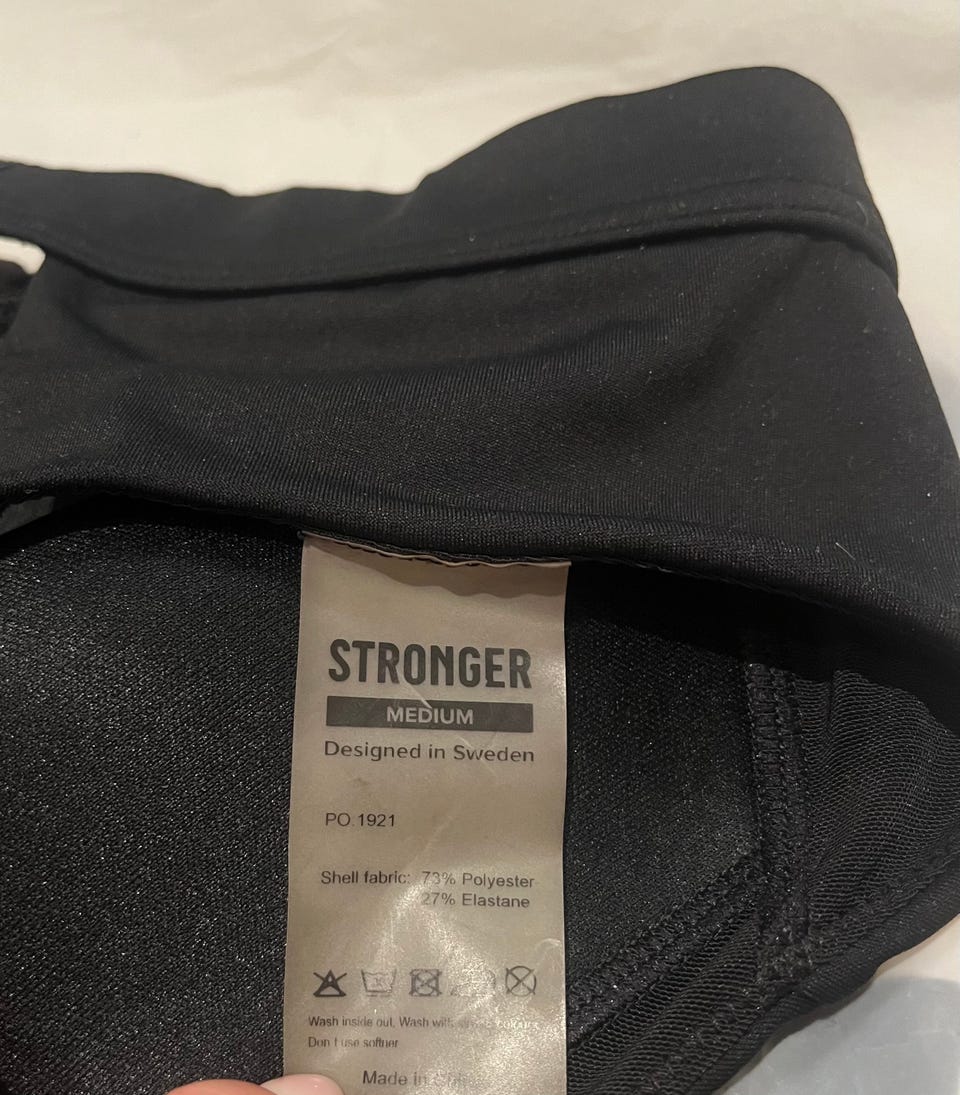 STRONGER
MEDIUM
Designed in Sweden
PO.1921
Shell fabric: 73% Polyester
27% Elastane
Wash inside out, Wash with colours
Don t use softner
Made in